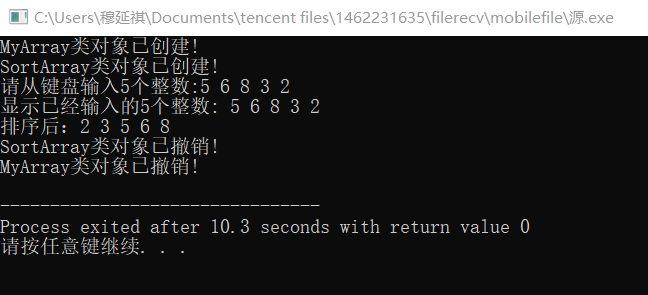 C:\Users\穆延祺\Documents\tencent files\1462231635\filerecv\mobilefile\源.exe
MyArray类对象已创建!
SortArray类对象已创建!
请从键盘输入5个整数:5 6 8 3 2
显示已经输入的5个整数: 5 6 8 3 2
排序后：2 3 5 6 8
SortArray类对象已撤销!
MyArray类对象已撤销!
--------------------------------
Process exited after 10.3 seconds with return value 0
请按任意键继续. . .